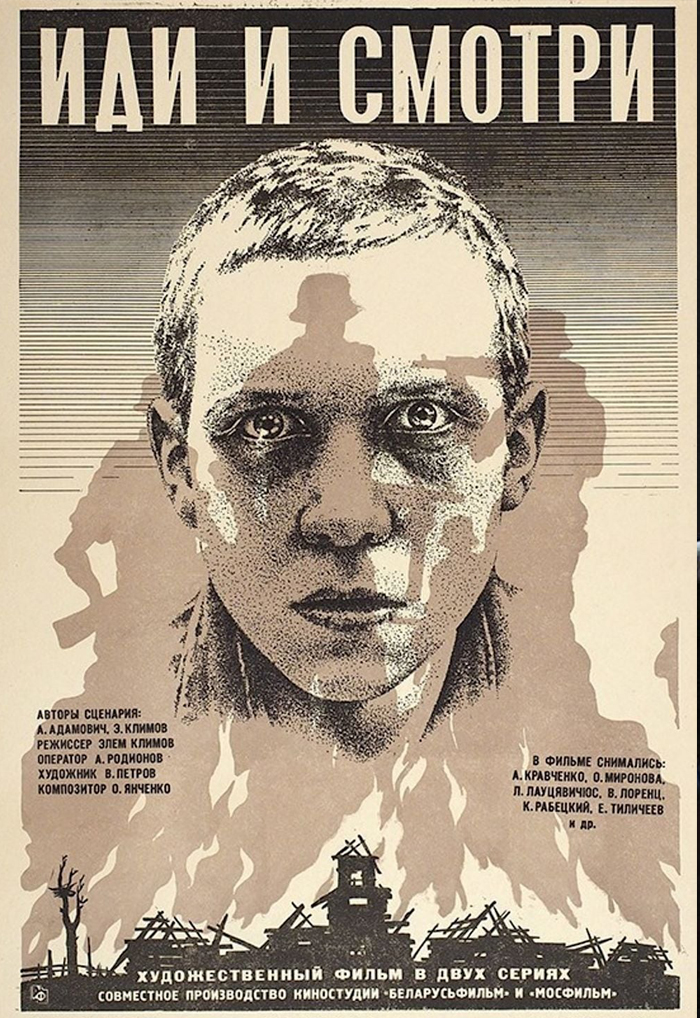 ИДИ И СМОТРИ
АВТОРЫ СЦЕНАРИЯ:
А. АДАМОВИЧ, Э. КЛИМОВ
РЕЖИССЕР ЭЛЕМ КЛИМОВ
ОПЕРАТОР А. РОДИОНОВ
ХУДОЖНИК В. ПЕТРОВ
КОМПОЗИТОР О. ЯНЧЕНКО
В ФИЛЬМЕ СНИМАЛИСЬ:
А. КРАВЧЕНКО, О. МИРОНОВА,
Л. ЛАУЦЯВИЧЮС, В. ЛОРЕНЦ,
К. РАБЕЦКИЙ, Е. ТИЛИЧЕЕВ
и др.
ХУДОЖЕСТВЕННЫЙ ФИЛЬМ В ДВУХ СЕРИЯХ
СОВМЕСТНОЕ ПРОИЗВОДСТВО КИНОСТУДИИ «БЕЛАРУСЬФИЛЬМ» И «МОСФИЛЬМ»